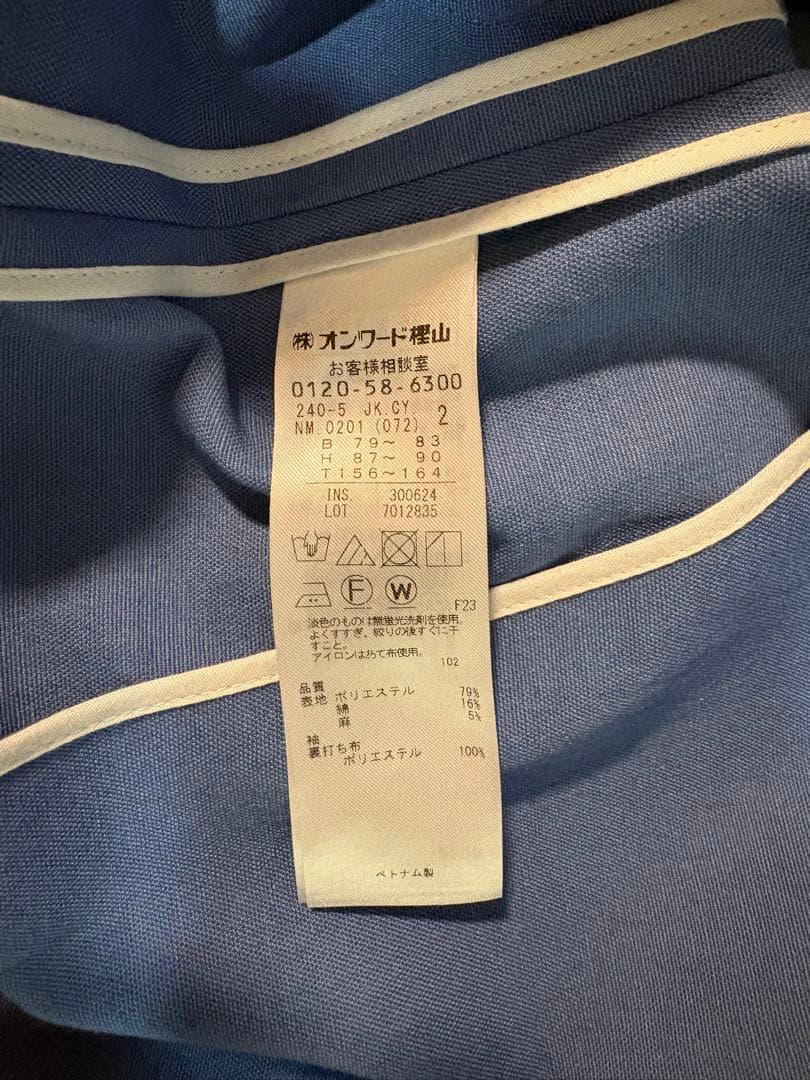 ㈱オンワード樫山
お客様相談室
0120-58-6300
240-5 JK.CY. 2
NM 0201 (072)
B 79～ 83
H 87～ 90
T156～164
INS. 300624
LOT 7012835
F W
F23
淡色のものは無蛍光洗剤を使用。
よくすすぎ、絞りの後すぐに干
すこと。
アイロンはあて布使用。
102
品質
表地 ポリエステル 79%
綿 16%
麻 5%
袖
裏打ち布
ポリエステル 100%
ベトナム製